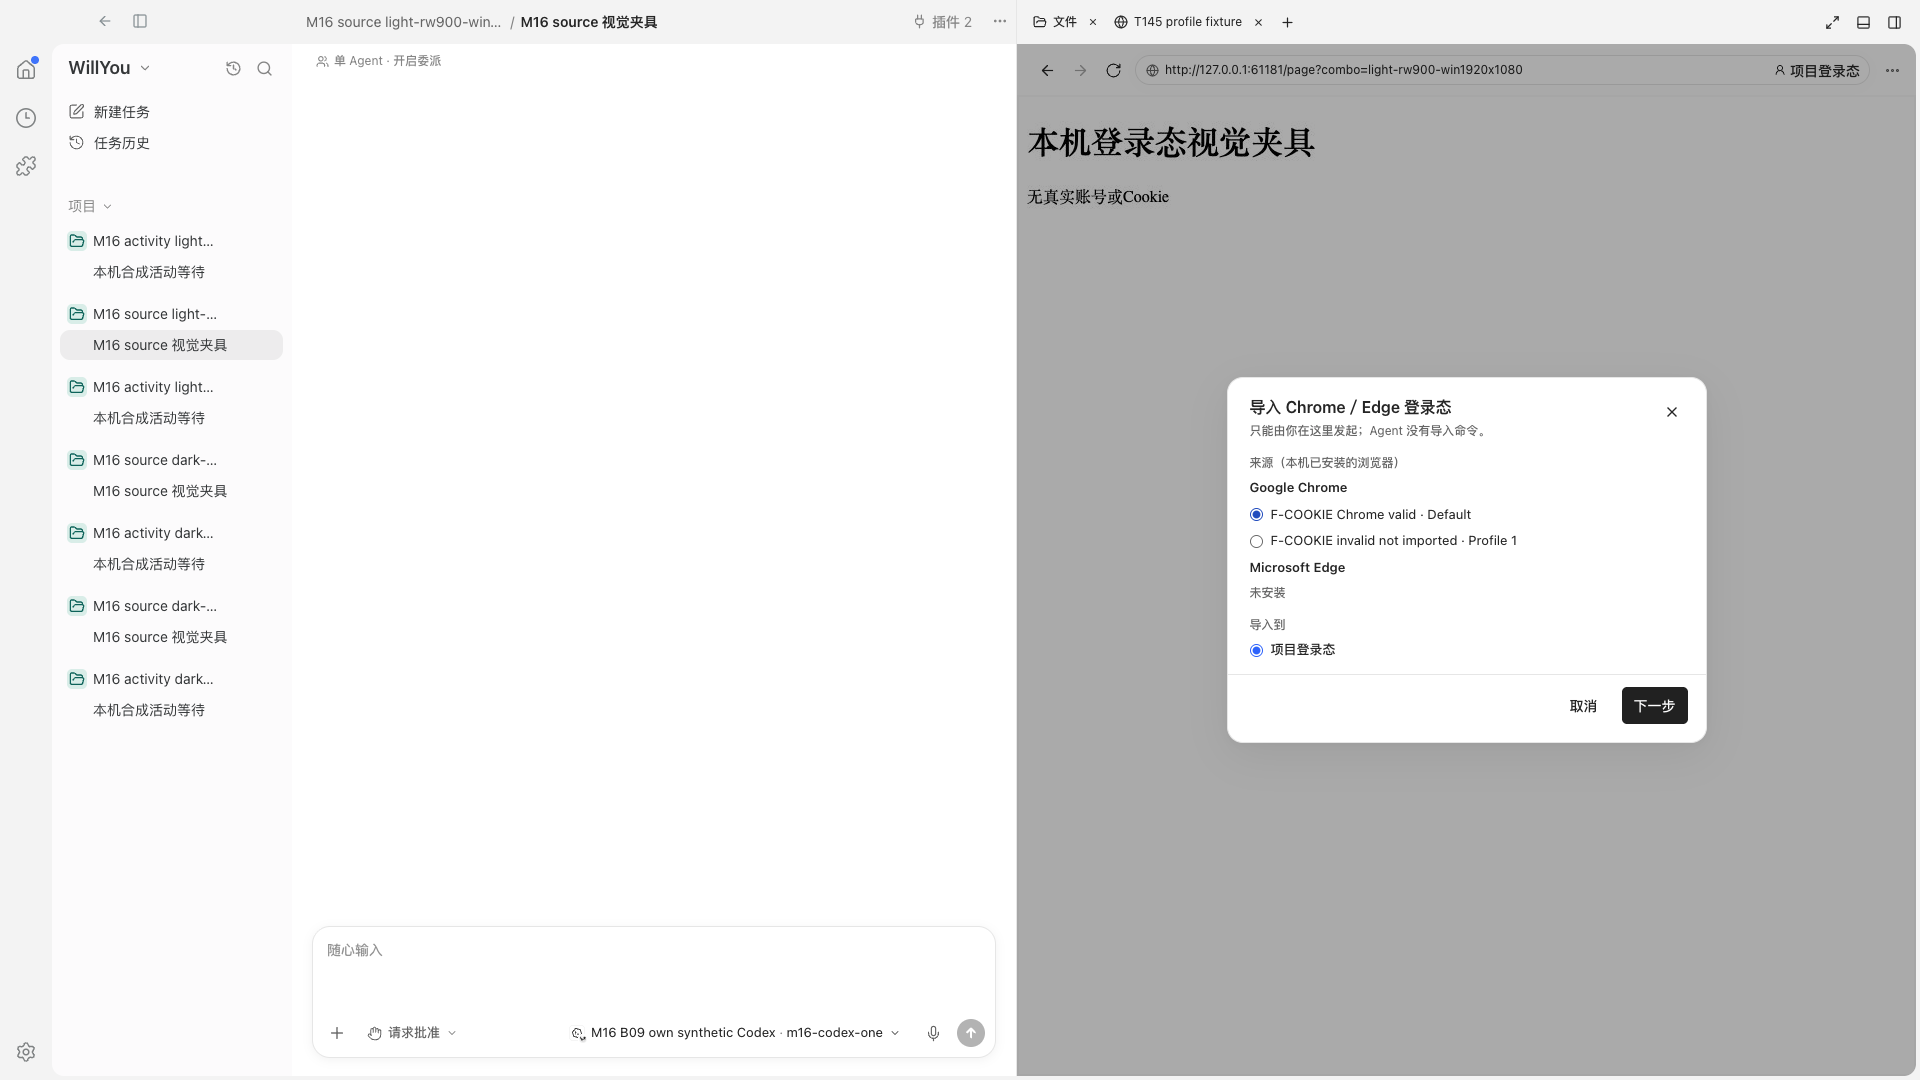 M16 source light-rw900-win... / M16 source 视觉夹具
插件 2
文件
T145 profile fixture
WillYou
新建任务
任务历史
项目
M16 activity light...
本机合成活动等待
M16 source light-...
M16 source 视觉夹具
M16 activity light...
本机合成活动等待
M16 source dark-...
M16 source 视觉夹具
M16 activity dark...
本机合成活动等待
M16 source dark-...
M16 source 视觉夹具
M16 activity dark...
本机合成活动等待
单 Agent · 开启委派
随心输入
请求批准
M16 B09 own synthetic Codex · m16-codex-one
http://127.0.0.1:61181/page?combo=light-rw900-win1920x1080
项目登录态
本机登录态视觉夹具
无真实账号或Cookie
导入 Chrome / Edge 登录态
只能由你在这里发起；Agent 没有导入命令。
来源（本机已安装的浏览器）
Google Chrome
F-COOKIE Chrome valid · Default
F-COOKIE invalid not imported · Profile 1
Microsoft Edge
未安装
导入到
项目登录态
取消
下一步